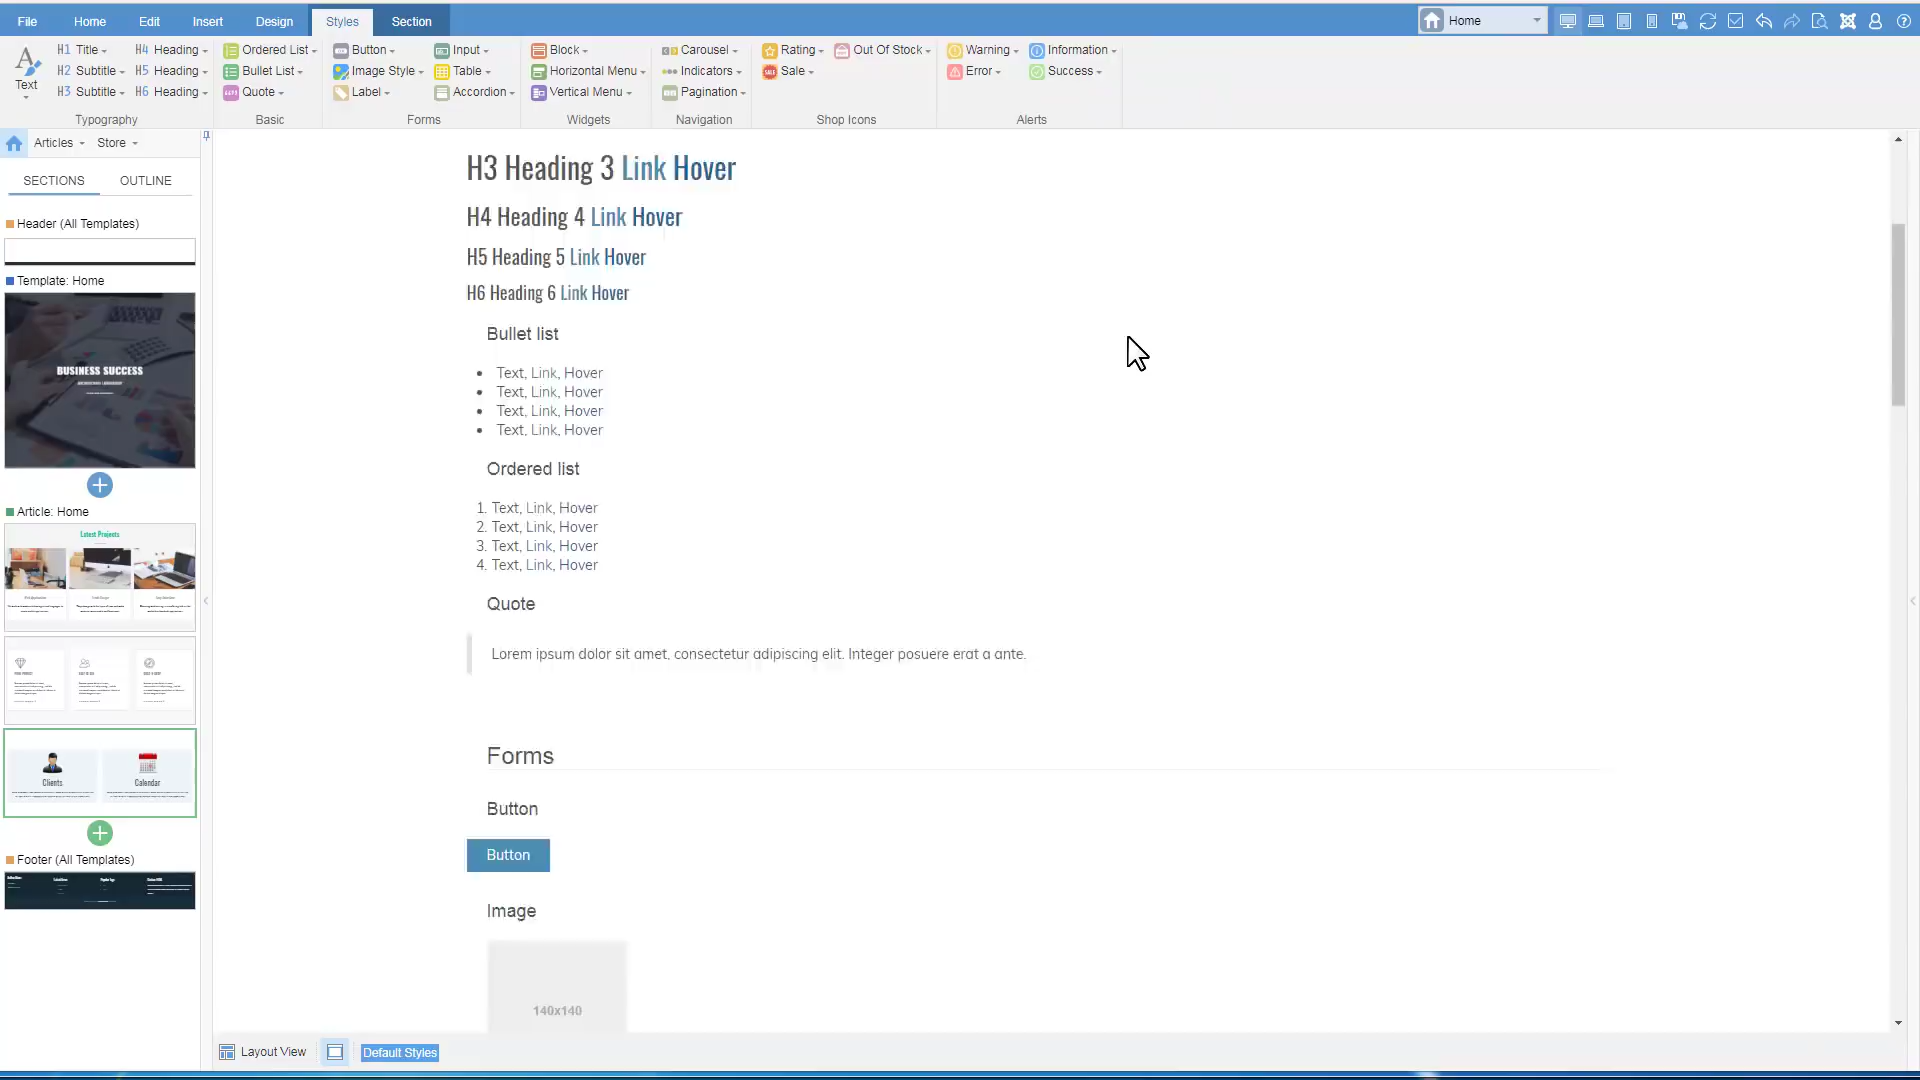 File Home Edit Insert Design Styles Section Home
H1 Title H4 Heading Ordered List Button Input Block Carousel Rating Out Of Stock Warning Information
Text H2 Subtitle H5 Heading Bullet List Image Style Table Horizontal Menu Indicators Sale Error Success
H3 Subtitle H6 Heading Quote Label Accordion Vertical Menu Pagination
Typography Basic Forms Widgets Navigation Shop Icons Alerts
Articles Store
SECTIONS OUTLINE
Header (All Templates)
Template: Home
BUSINESS SUCCESS
Article: Home
Latest Projects
Clients Calendar
Footer (All Templates)
H3 Heading 3 Link Hover
H4 Heading 4 Link Hover
H5 Heading 5 Link Hover
H6 Heading 6 Link Hover
Bullet list
Text, Link, Hover
Text, Link, Hover
Text, Link, Hover
Text, Link, Hover
Ordered list
1. Text, Link, Hover
2. Text, Link, Hover
3. Text, Link, Hover
4. Text, Link, Hover
Quote
Lorem ipsum dolor sit amet, consectetur adipiscing elit. Integer posuere erat a ante.
Forms
Button
Button
Image
140x140
Layout View Default Styles